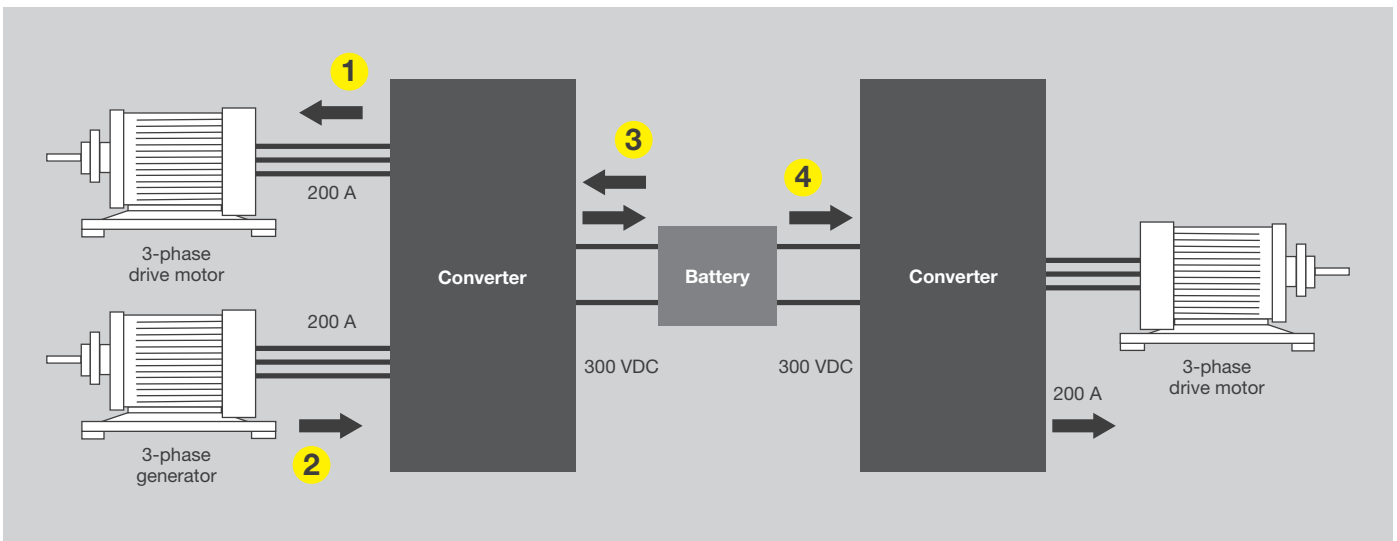 1
3
4
200 A
3-phase
drive motor
Converter
Battery
Converter
200 A
300 VDC
300 VDC
3-phase
drive motor
200 A
3-phase
generator
2